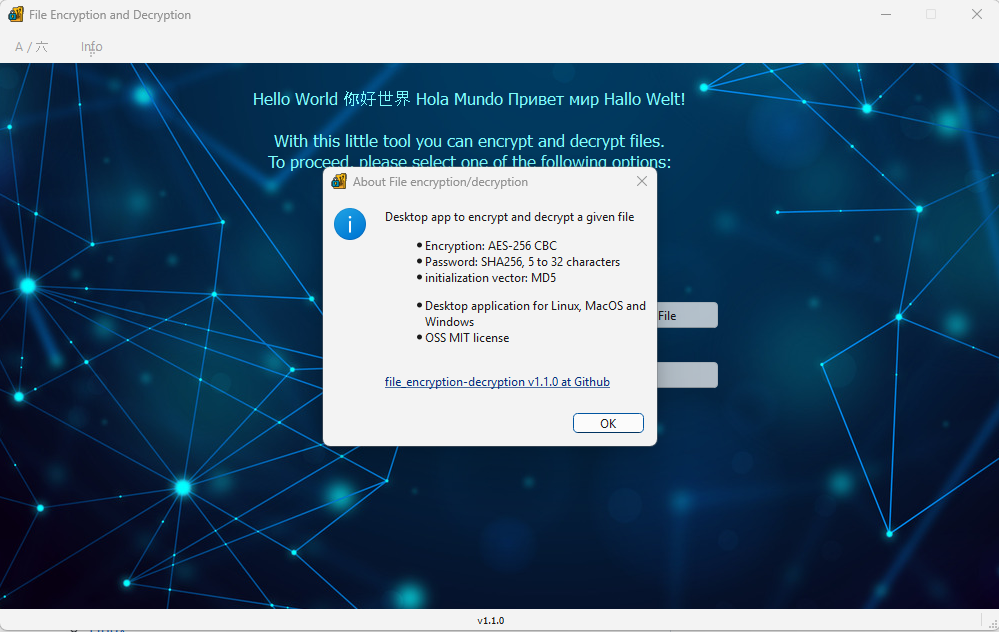 File Encryption and Decryption
A / 六 Info
Hello World 你好世界 Hola Mundo Привет мир Hallo Welt!
With this little tool you can encrypt and decrypt files.
To proceed, please select one of the following options:
About File encryption/decryption
Desktop app to encrypt and decrypt a given file
• Encryption: AES-256 CBC
• Password: SHA256, 5 to 32 characters
• initialization vector: MD5
• Desktop application for Linux, MacOS and
Windows
• OSS MIT license
File
file_encryption-decryption v1.1.0 at Github
OK
v1.1.0